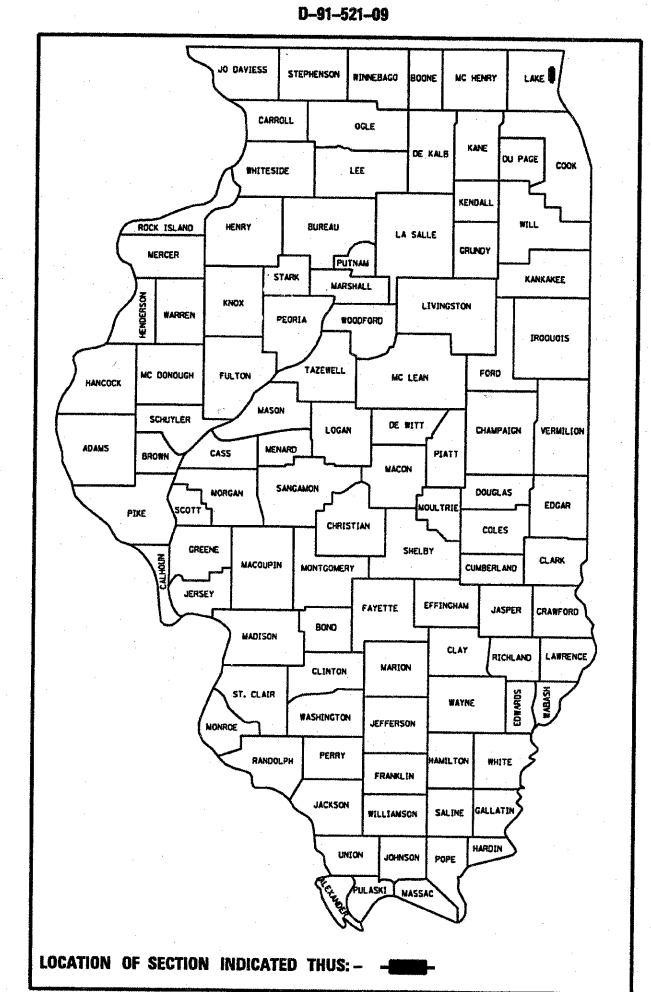 D-91-521-09
JO DAVIESS
STEPHENSON
WINNEBAGO
BOONE
MC HENRY
LAKE
CARROLL
OGLE
DE KALB
KANE
DU PAGE
COOK
WHITESIDE
LEE
KENDALL
WILL
ROCK ISLAND
HENRY
BUREAU
LA SALLE
GRUNDY
MERCER
PUTNAM
KANKAKEE
STARK
MARSHALL
HENDERSON
WARREN
KNOX
PEORIA
WOODFORD
LIVINGSTON
IROQUOIS
HANCOCK
MC DONOUGH
FULTON
TAZEWELL
MC LEAN
FORD
SCHUYLER
MASON
LOGAN
DE WITT
CHAMPAIGN
VERMILION
ADAMS
BROWN
CASS
MENARD
MACON
PIATT
PIKE
SCOTT
MORGAN
SANGAMON
CHRISTIAN
MOULTRIE
DOUGLAS
EDGAR
COLES
CALHOUN
GREENE
MACOUPIN
MONTGOMERY
SHELBY
CUMBERLAND
CLARK
JERSEY
FAYETTE
EFFINGHAM
JASPER
CRAWFORD
MADISON
BOND
CLAY
RICHLAND
LAWRENCE
CLINTON
MARION
ST. CLAIR
WAYNE
EDWARDS
WABASH
MONROE
WASHINGTON
JEFFERSON
RANDOLPH
PERRY
HAMILTON
WHITE
FRANKLIN
JACKSON
WILLIAMSON
SALINE
GALLATIN
UNION
JOHNSON
POPE
HARDIN
ALEXANDER
PULASKI
MASSAC
LOCATION OF SECTION INDICATED THUS:-